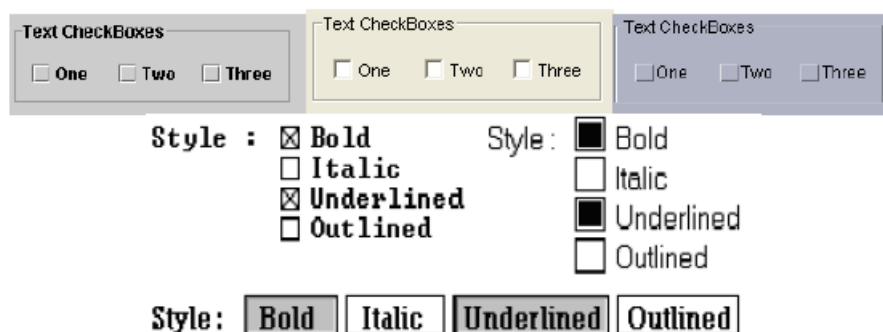 Text CheckBoxes Text CheckBoxes Text CheckBoxes
One Two Three One Two Three One Two Three
Style : Bold Style : Bold
Italic Italic
Underlined Underlined
Outlined Outlined
Style : Bold Italic Underlined Outlined